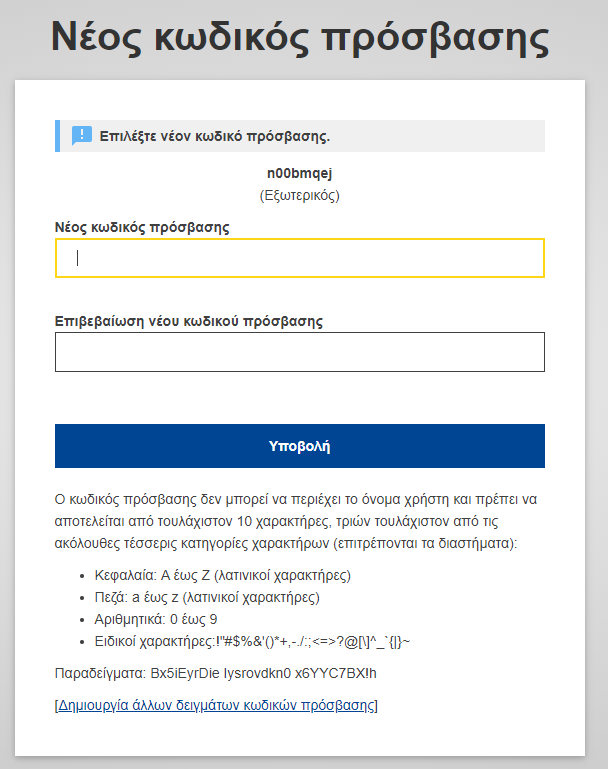 Νέος κωδικός πρόσβασης
Επιλέξτε νέον κωδικό πρόσβασης.
n00bmqej
(Εξωτερικός)
Νέος κωδικός πρόσβασης
Επιβεβαίωση νέου κωδικού πρόσβασης
Υποβολή
Ο κωδικός πρόσβασης δεν μπορεί να περιέχει το όνομα χρήστη και πρέπει να
αποτελείται από τουλάχιστον 10 χαρακτήρες, τριών τουλάχιστον από τις
ακόλουθες τέσσερις κατηγορίες χαρακτήρων (επιτρέπονται τα διαστήματα):
• Κεφαλαία: A έως Z (λατινικοί χαρακτήρες)
• Πεζά: a έως z (λατινικοί χαρακτήρες)
• Αριθμητικά: 0 έως 9
• Ειδικοί χαρακτήρες:!"#$%&'()*+,-./:;<=>?@[\]^_`{|}~
Παραδείγματα: Bx5iEyrDie lysrovdkn0 x6YYC7BX!h
[Δημιουργία άλλων δειγμάτων κωδικών πρόσβασης]